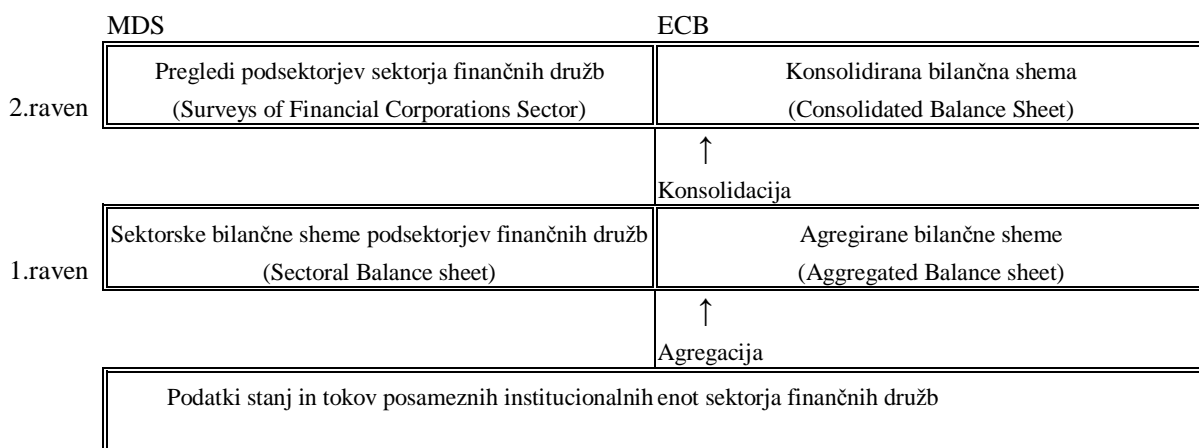 MDS ECB
Pregledi podsektorjev sektorja finančnih družb Konsolidirana bilančna shema
2.raven (Surveys of Financial Corporations Sector) (Consolidated Balance Sheet)
↑
Konsolidacija
Sektorske bilančne sheme podsektorjev finančnih družb Agregirane bilančne sheme
1.raven (Sectoral Balance sheet) (Aggregated Balance sheet)
↑
Agregacija
Podatki stanj in tokov posameznih institucionalnih enot sektorja finančnih družb